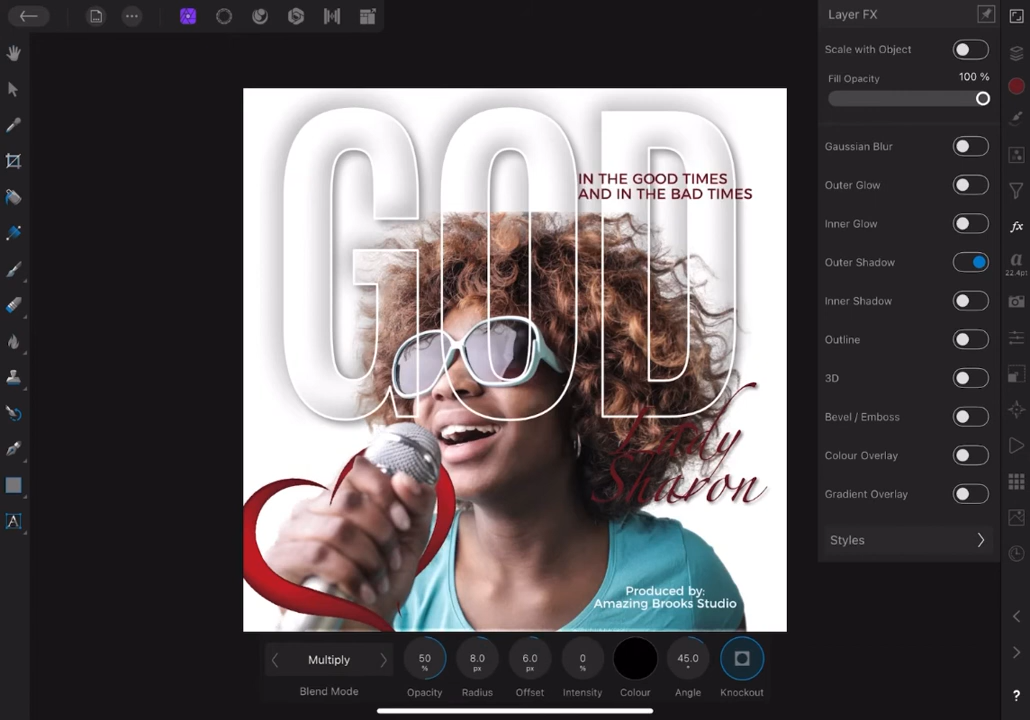 Layer FX
Scale with Object
Fill Opacity 100 %
Gaussian Blur
Outer Glow
Inner Glow
Outer Shadow
Inner Shadow
Outline
3D
Bevel / Emboss
Colour Overlay
Gradient Overlay
Styles
a
22.4pt
fx
?
GOD
IN THE GOOD TIMES
AND IN THE BAD TIMES
Lady
Sharon
Produced by:
Amazing Brooks Studio
A
Multiply
Blend Mode
50 %
Opacity
8.0 px
Radius
6.0 px
Offset
0 %
Intensity
Colour
45.0 °
Angle
Knockout